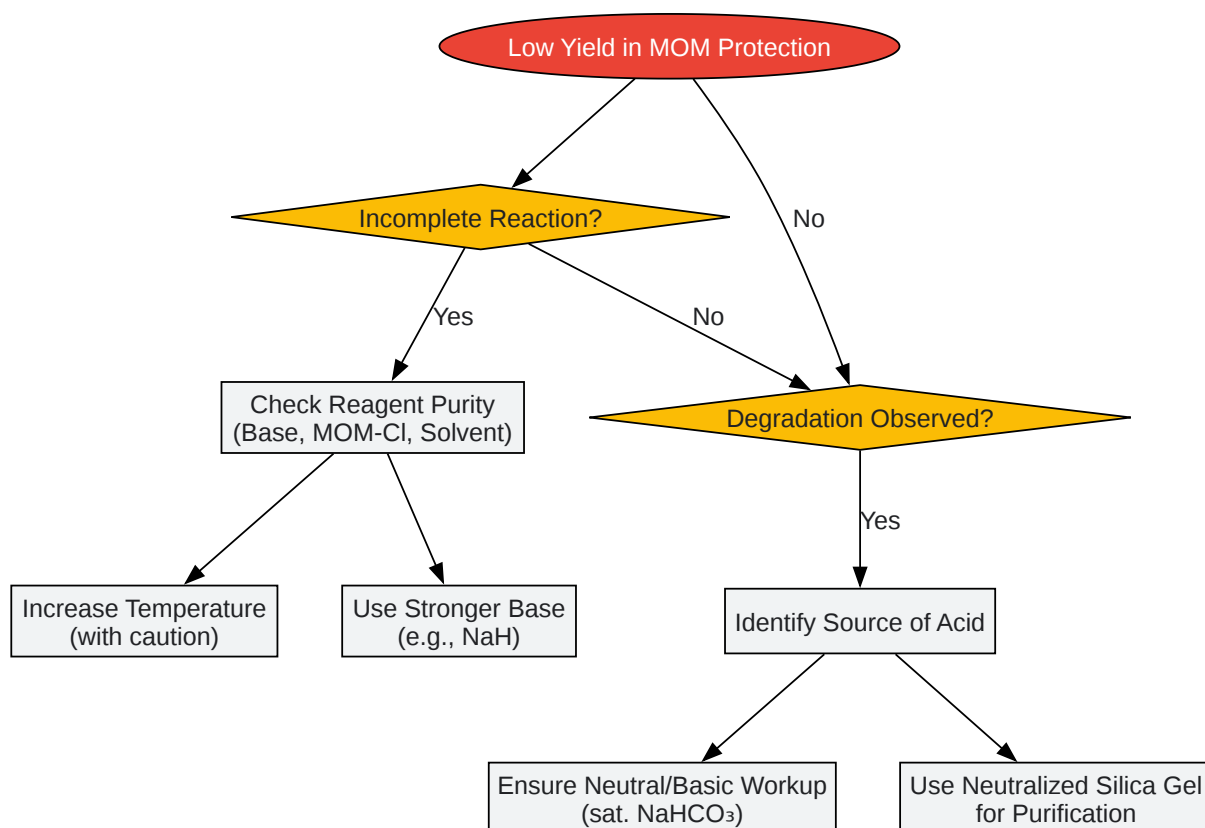 Low Yield in MOM Protection
Incomplete Reaction?
No
Yes
No
Check Reagent Purity
(Base, MOM-Cl, Solvent)
Degradation Observed?
Yes
Increase Temperature
(with caution)
Use Stronger Base
(e.g., NaH)
Identify Source of Acid
Ensure Neutral/Basic Workup
(sat. NaHCO₃)
Use Neutralized Silica Gel
for Purification